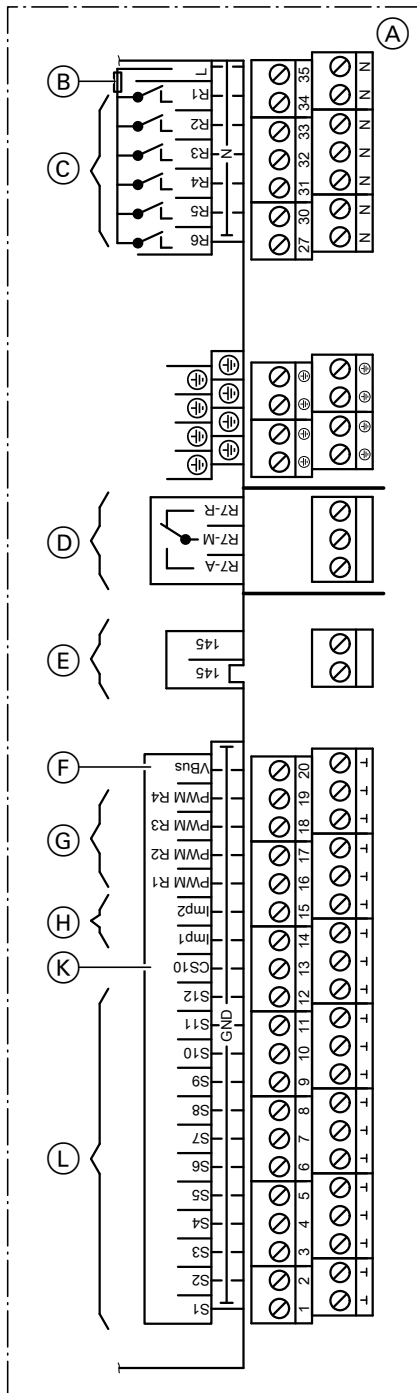 A
B
C
D
E
F
G
H
K
L
L
R1
R2
R3
R4
R5
R6
N
35
34
33
32
31
30
27
N
N
N
N
N
N
N
R7-R
R7-M
R7-A
145
145
VBus
PWM R4
PWM R3
PWM R2
PWM R1
Imp2
Imp1
CS10
S12
S11
S10
S9
S8
S7
S6
S5
S4
S3
S2
S1
GND
20
19
18
17
16
15
14
13
12
11
10
9
8
7
6
5
4
3
2
1